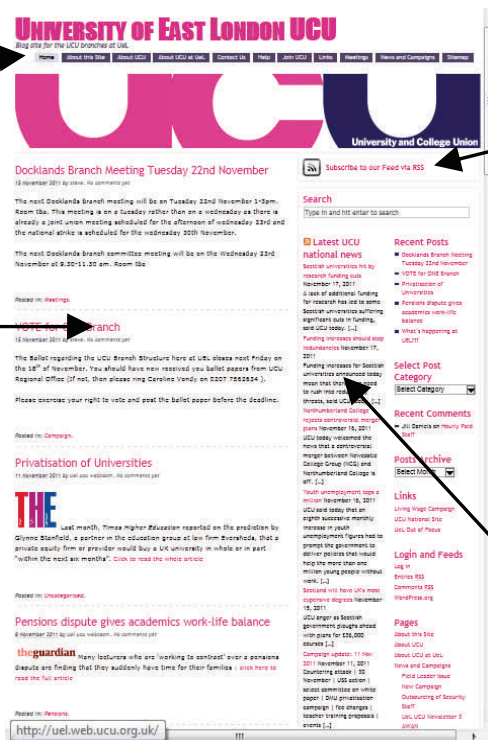 UNIVERSITY OF EAST LONDON UCU
Blog site for the UCU branches at UeL
Home About this Site About UCU About UCU at UeL Contact Us Help Join UCU Links Meetings News and Campaigns Sitemap
UCU
University and College Union
Docklands Branch Meeting Tuesday 22nd November
15 November 2011 by steve. No comments yet
The next Docklands branch meeting will be on Tuesday 22nd November 1-3pm.
Room tba. This meeting is on a tuesday rather than on a wednesday as there is
already a joint union meeting scheduled for the afternoon of wednesday 23rd and
the national strike is scheduled for the wednesday 30th November.
The next Docklands branch committee meeting will be on the Wednesday 23rd
November at 9.30-11.30 am. Room tba
Posted in: Meetings.
VOTE for Branch
15 November 2011 by steve. No comments yet
The Ballot regarding the UCU Branch Structure here at UEL closes next Friday on
the 18th of November. You should have now received you ballot papers from UCU
Regional Office (if not, then please ring Caroline Vendy on 0207 7562654 ).
Please exercise your right to vote and post the ballot paper before the deadline.
Posted in: Campaign.
Privatisation of Universities
11 November 2011 by uel ucu webteam. No comments yet
THE
Last month, Times Higher Education reported on the prediction by
Glynne Stanfield, a partner in the education group at law firm Eversheds, that a
private equity firm or provider would buy a UK university in whole or in part
"within the next six months". Click to read the whole article
Posted in: Uncategorised.
Pensions dispute gives academics work-life balance
8 November 2011 by uel ucu webteam. No comments yet
theguardian Many lecturers who are 'working to contract' over a pensions
dispute are finding that they suddenly have time for their families : click here to
read the full article
Posted in: Pensions.
http://uel.web.ucu.org.uk/
Subscribe to our Feed via RSS
Search
Type in and hit enter to search
Latest UCU
national news
Scottish universities hit by
research funding cuts
November 17, 2011
A lack of additional funding
for research has led to some
Scottish universities suffering
significant cuts in funding,
said UCU today. [...]
Funding increases should stop
redundancies November 17,
2011
Funding increases for Scottish
universities announced today
mean that there is no need
to rush into
threats, said UCU [...]
Northumberland College
rejects controversial merger
plans November 16, 2011
UCU today welcomed the
news that a controversial
merger between Newcastle
College Group (NCG) and
Northumberland College is
off. [...]
Youth unemployment tops a
million November 16, 2011
UCU said today that an
eighth successive monthly
increase in youth
unemployment figures had to
prompt the government to
deliver policies that would
help the more than one
million young people without
work. [...]
Scotland will have UK's most
expensive degrees November
15, 2011
UCU anger as Scottish
government ploughs ahead
with plans for £36,000
courses [...]
Campaign update: 11 Nov
2011 November 11, 2011
Countering attack | 30
November | USS action |
select committee on white
paper | DMU privatisation
campaign | fee changes |
teacher training proposals |
events [...]
Recent Posts
Docklands Branch Meeting
Tuesday 22nd November
VOTE for ONE Branch
Privatisation of
Universities
Pensions dispute gives
academics work-life
balance
What's happening at
UEL???
Select Post
Category
Select Category
Recent Comments
Jill Daniels on Hourly Paid
Staff
Posts Archive
Select Month
Links
Living Wage Campaign
UCU National Site
UeL Out of Focus
Login and Feeds
Log in
Entries RSS
Comments RSS
WordPress.org
Pages
About this Site
About UCU
About UCU at UeL
News and Campaigns
Field Leader Issue
New Campaign
Outsourcing of Security
Staff
UeL UCU Newsletter 3